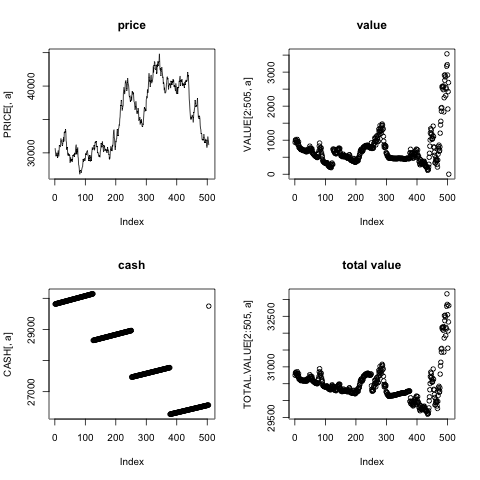 price
PRICE[, a]
30000
40000
0
100
200
300
400
500
Index
value
VALUE[2:505, a]
0
1000
2000
3000
0
100
200
300
400
500
Index
cash
CASH[, a]
27000
29000
0
100
200
300
400
500
Index
total value
TOTAL.VALUE[2:505, a]
29500
31000
32500
0
100
200
300
400
500
Index